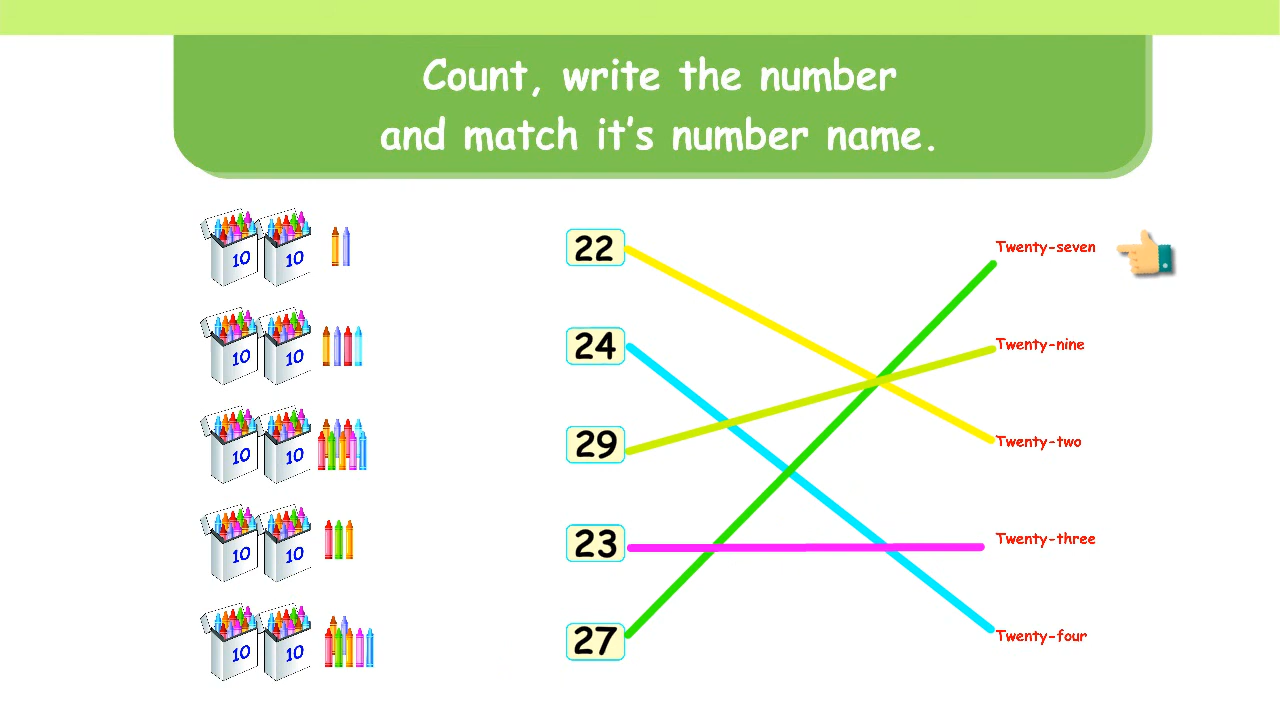 Count, write the number
and match it's number name.
10 10 22 Twenty-seven
10 10 24 Twenty-nine
10 10 29 Twenty-two
10 10 23 Twenty-three
10 10 27 Twenty-four